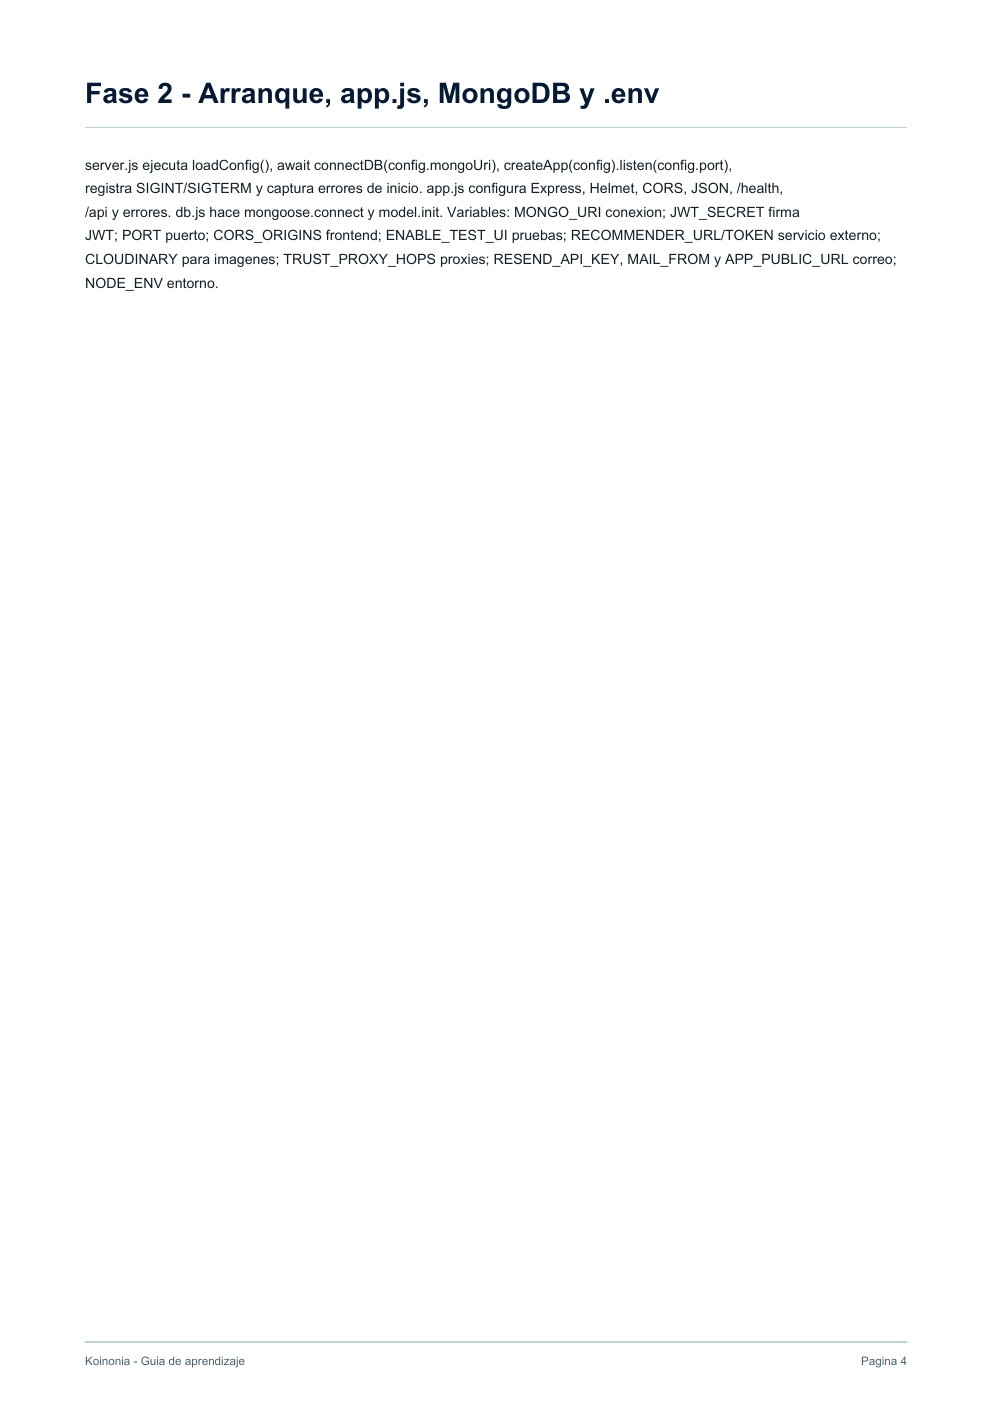 Fase 2 - Arranque, app.js, MongoDB y .env
server.js ejecuta loadConfig(), await connectDB(config.mongoUri), createApp(config).listen(config.port),
registra SIGINT/SIGTERM y captura errores de inicio. app.js configura Express, Helmet, CORS, JSON, /health,
/api y errores. db.js hace mongoose.connect y model.init. Variables: MONGO_URI conexion; JWT_SECRET firma
JWT; PORT puerto; CORS_ORIGINS frontend; ENABLE_TEST_UI pruebas; RECOMMENDER_URL/TOKEN servicio externo;
CLOUDINARY para imagenes; TRUST_PROXY_HOPS proxies; RESEND_API_KEY, MAIL_FROM y APP_PUBLIC_URL correo;
NODE_ENV entorno.
Koinonia - Guia de aprendizaje
Pagina 4